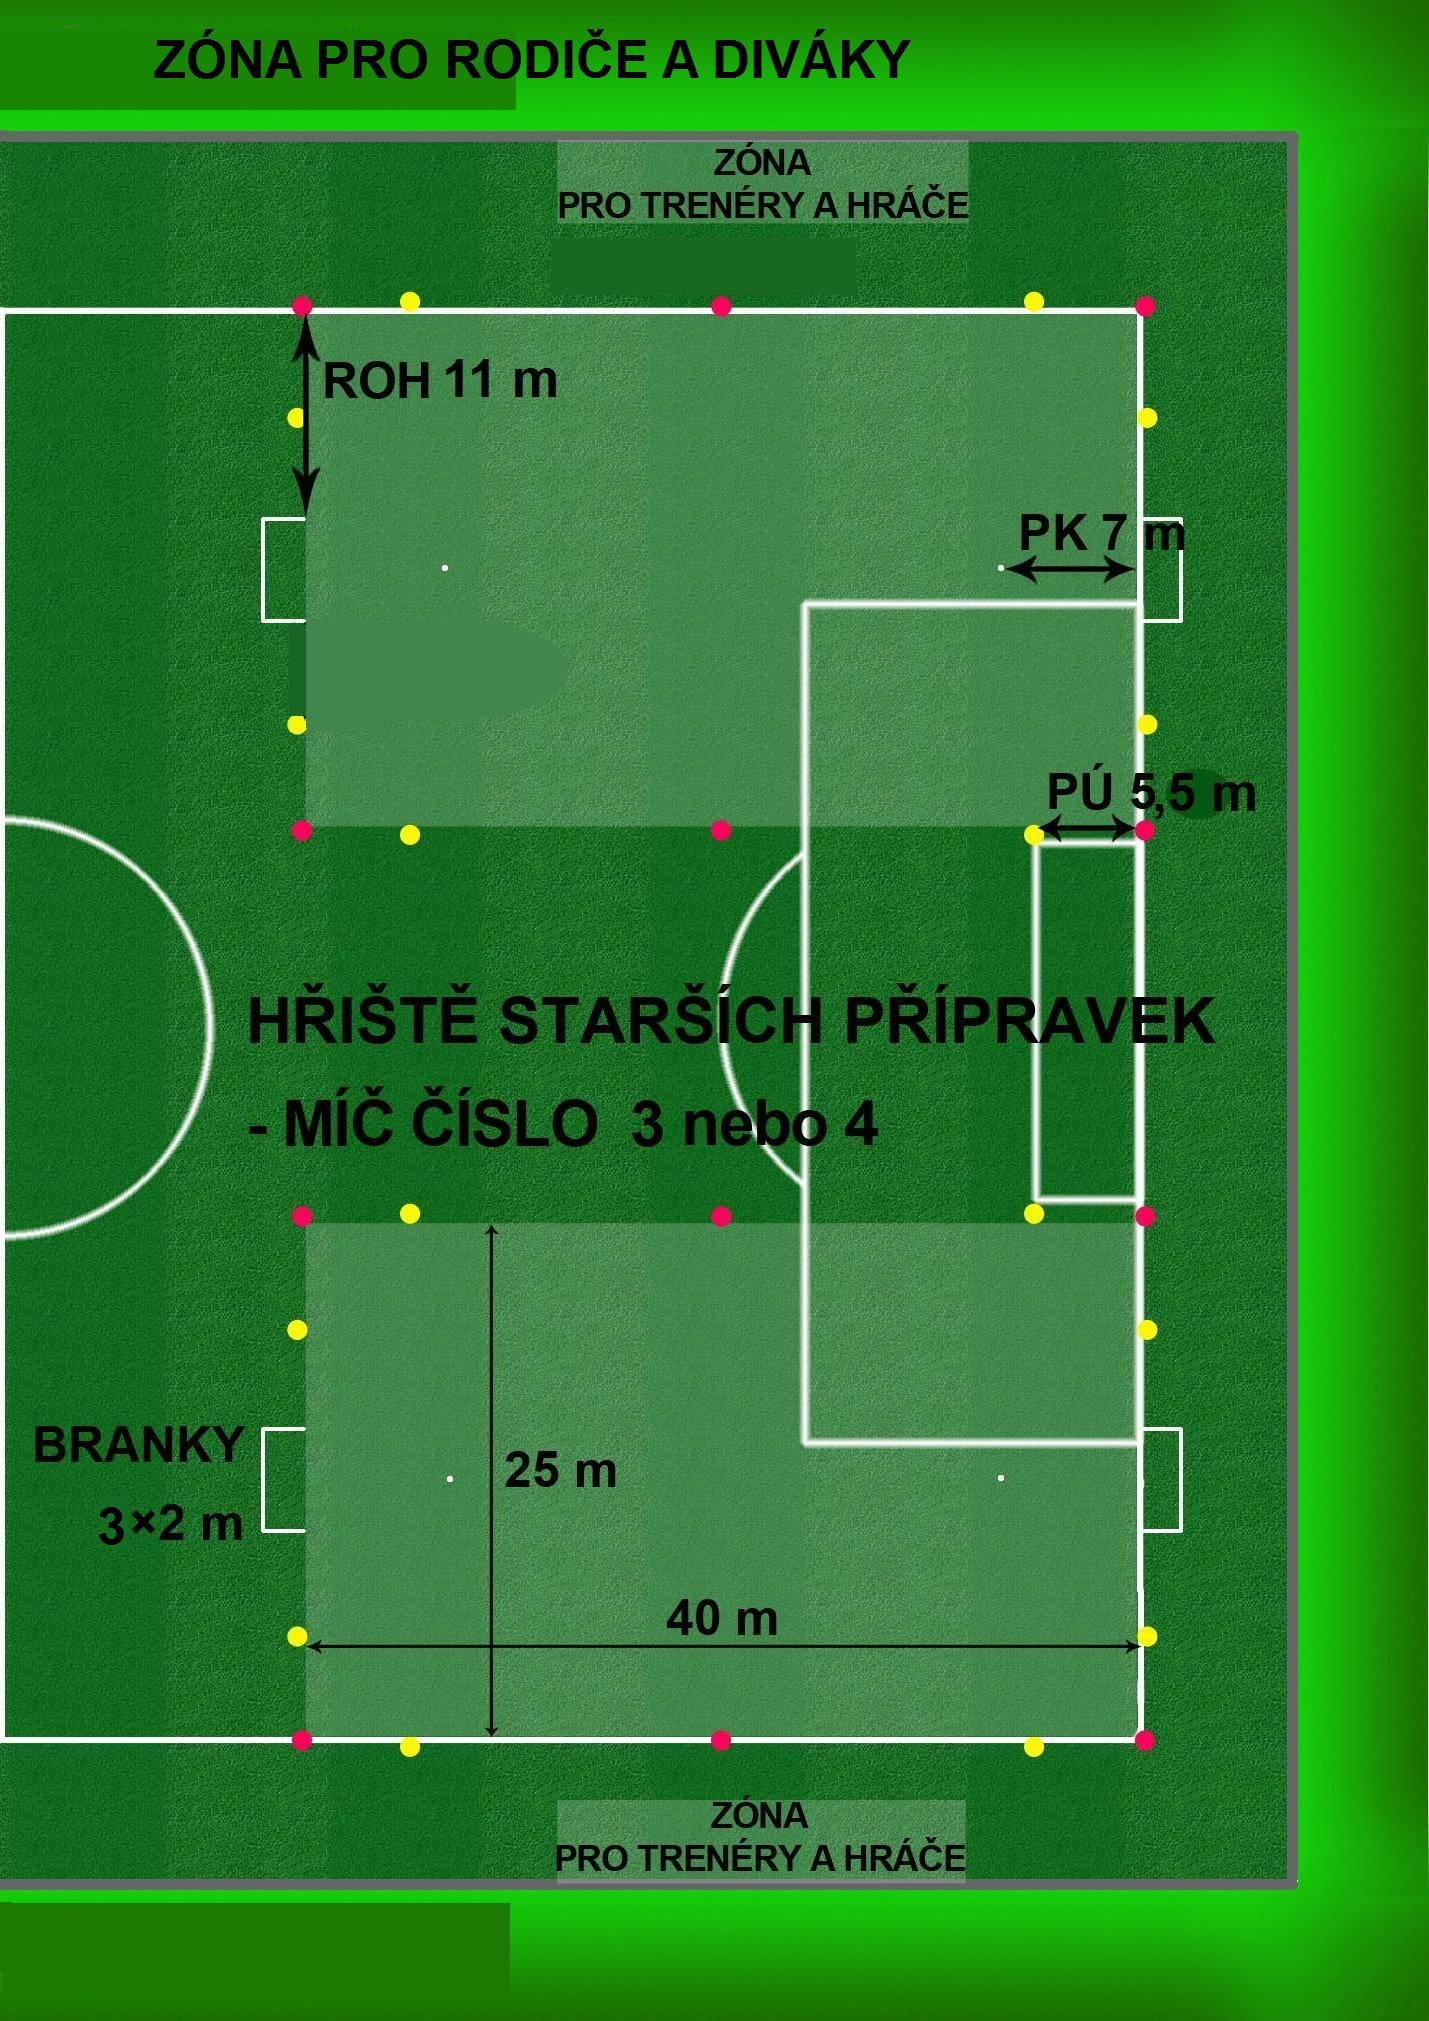 ZÓNA PRO RODIČE A DIVÁKY
ZÓNA
PRO TRENÉRY A HRÁČE
ROH 11 m
PK 7 m
PÚ 5,5 m
HŘIŠTĚ STARŠÍCH PŘÍPRAVEK
- MÍČ ČÍSLO 3 nebo 4
BRANKY
3×2 m
25 m
40 m
ZÓNA
PRO TRENÉRY A HRÁČE